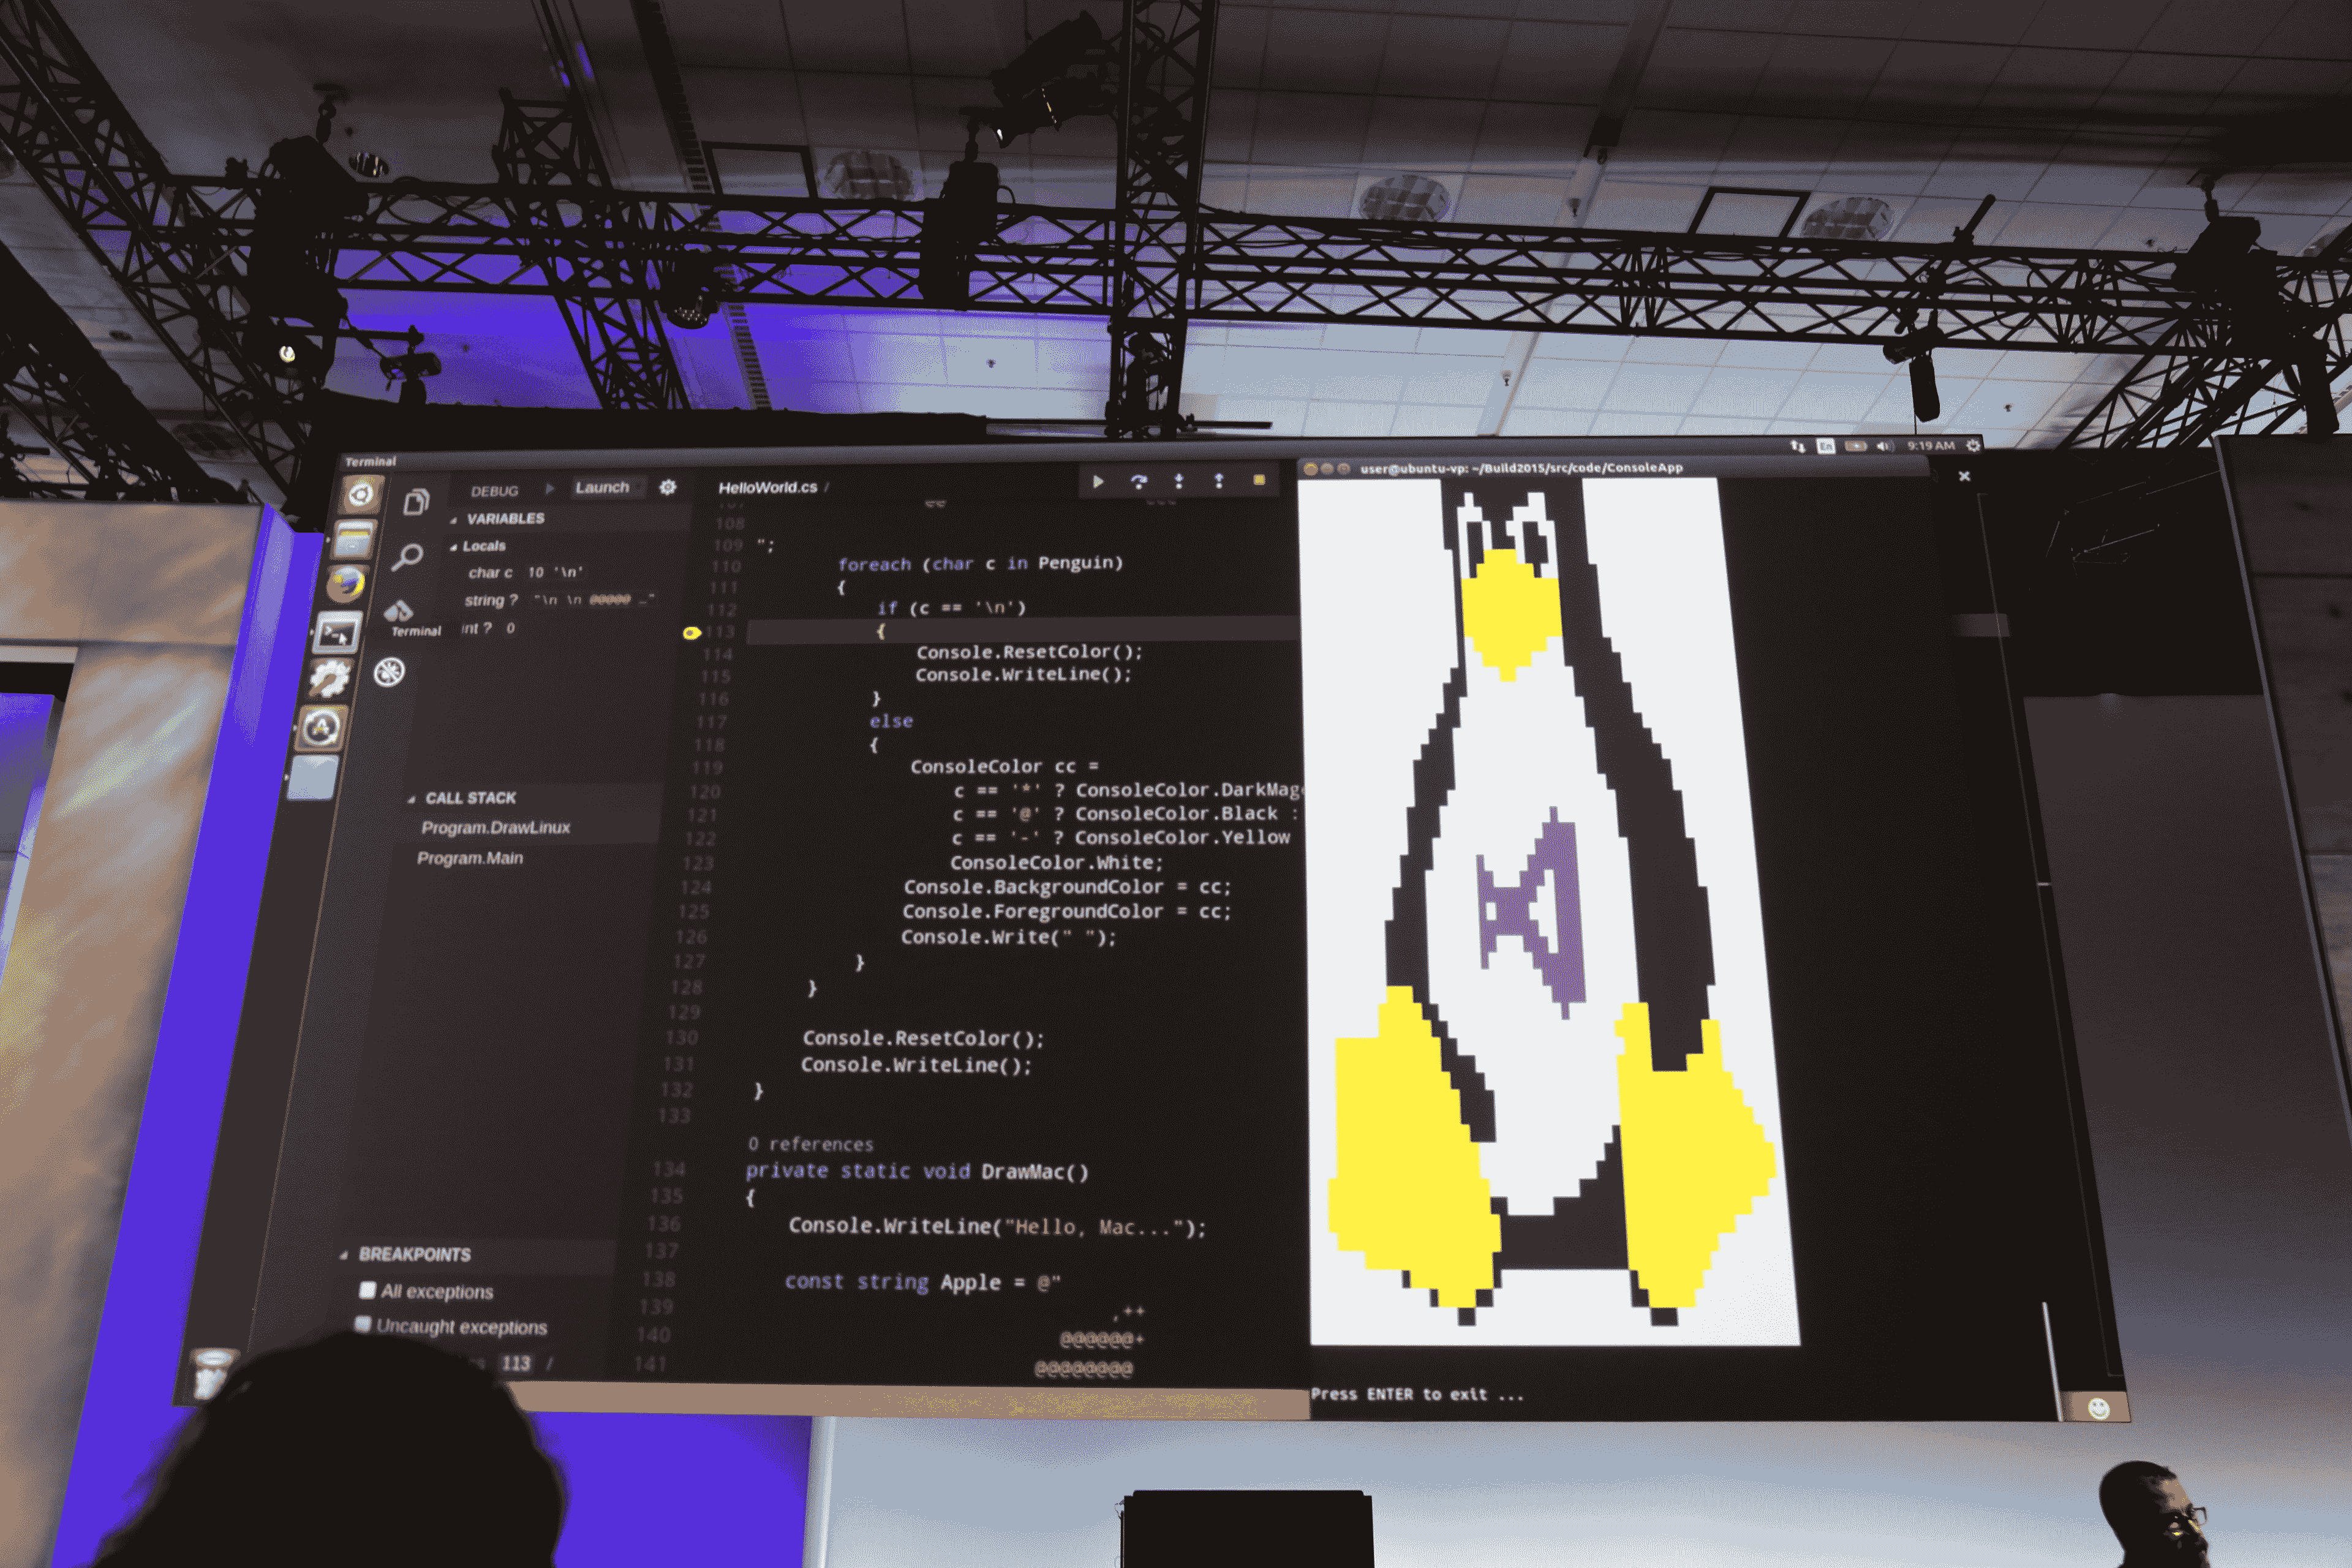 Terminal
En
9:19 AM
DEBUG
Launch
VARIABLES
Locals
char c 10 '\n'
string ? "\n \n @@@@@ …"
Terminal
int ? 0
CALL STACK
Program.DrawLinux
Program.Main
BREAKPOINTS
All exceptions
Uncaught exceptions
113 /
HelloWorld.cs /
107
108
109 ";
110 foreach (char c in Penguin)
111 {
112 if (c == '\n')
113 {
114 Console.ResetColor();
115 Console.WriteLine();
116 }
117 else
118 {
119 ConsoleColor cc =
120 c == '*' ? ConsoleColor.DarkMag
121 c == '@' ? ConsoleColor.Black :
122 c == '-' ? ConsoleColor.Yellow
123 ConsoleColor.White;
124 Console.BackgroundColor = cc;
125 Console.ForegroundColor = cc;
126 Console.Write(" ");
127 }
128 }
129
130 Console.ResetColor();
131 Console.WriteLine();
132 }
133
0 references
134 private static void DrawMac()
135 {
136 Console.WriteLine("Hello, Mac...");
137
138 const string Apple = @"
139 ,++
140 @@@@@@+
141 @@@@@@@@
user@ubuntu-vp: ~/Build2015/src/code/ConsoleApp
Press ENTER to exit ...